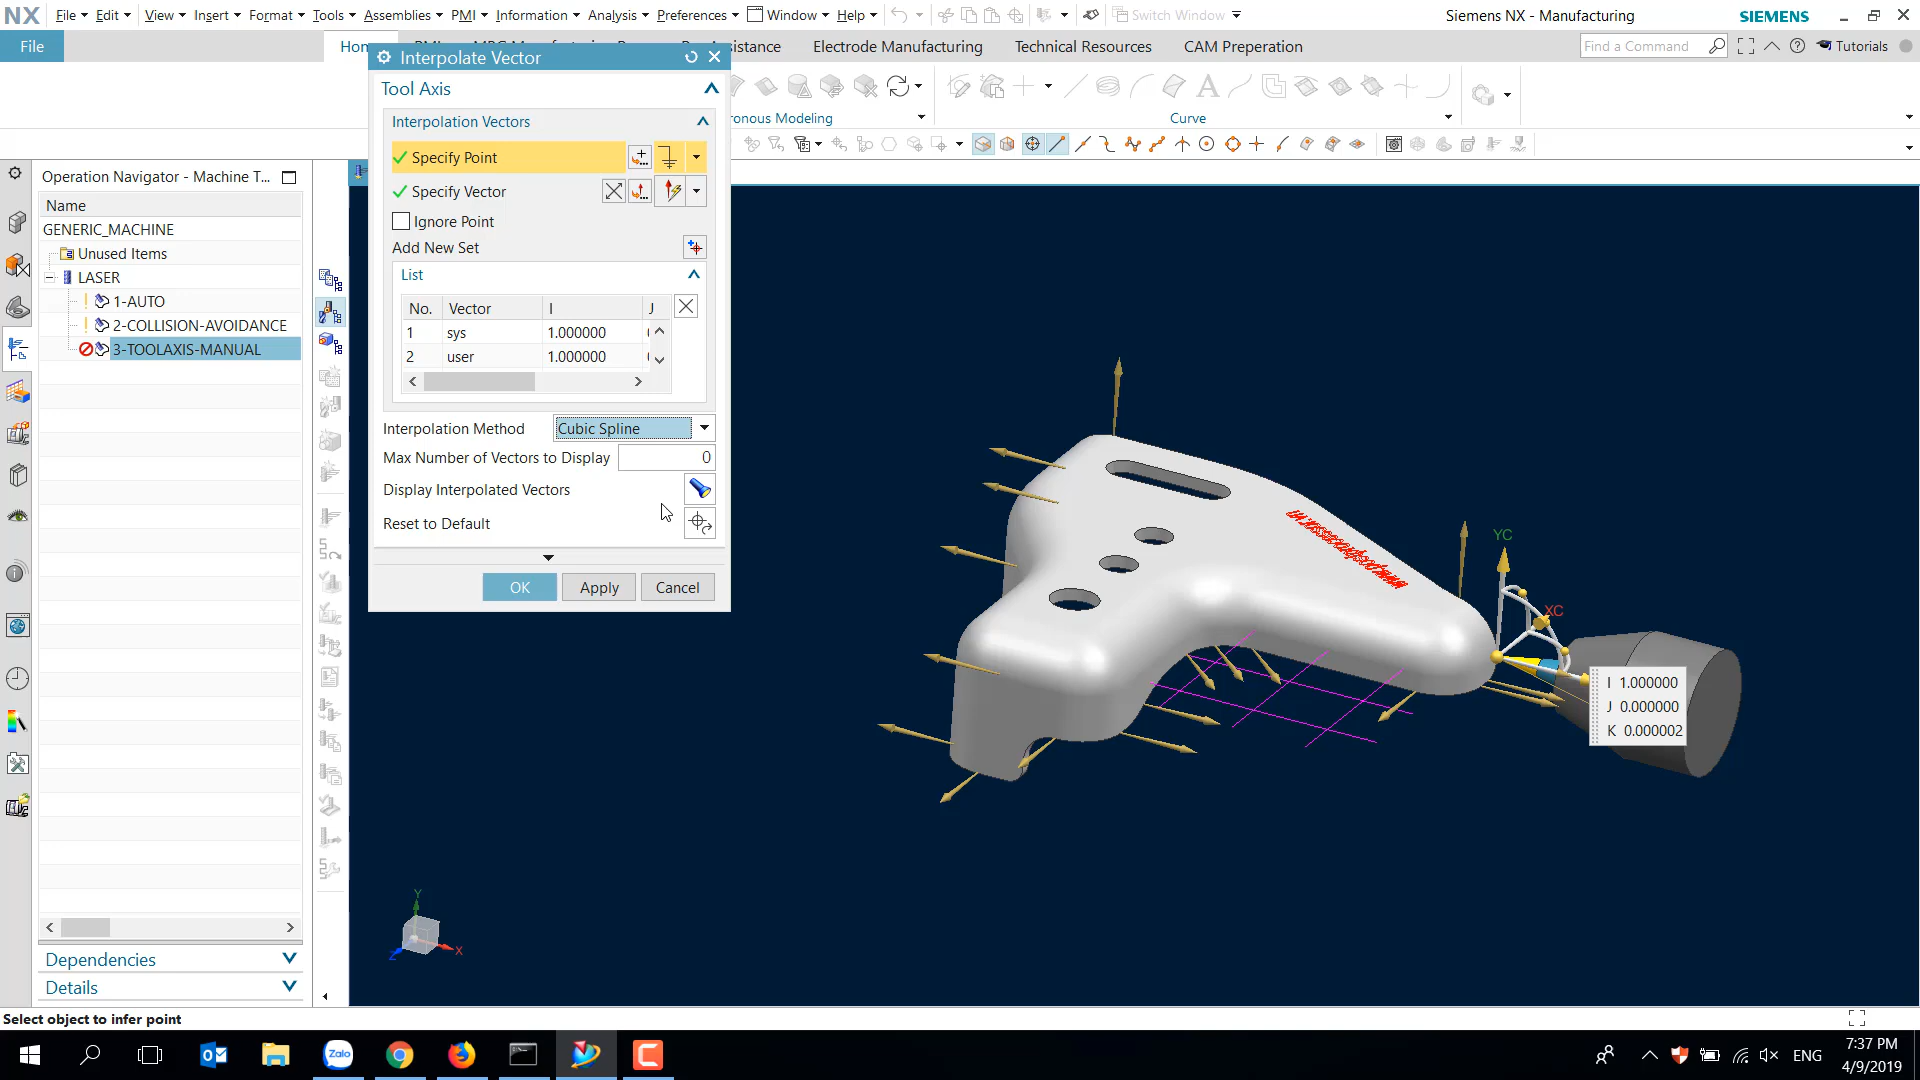 NX File Edit View Insert Format Tools Assemblies PMI Information Analysis Preferences Window Help Switch Window Siemens NX - Manufacturing SIEMENS
File Hom sistance Electrode Manufacturing Technical Resources CAM Preparation Find a Command Tutorials
Interpolate Vector
Tool Axis
Interpolation Vectors
Specify Point
Specify Vector
Ignore Point
Add New Set
List
No. Vector I J
1 sys 1.000000
2 user 1.000000
Interpolation Method Cubic Spline
Max Number of Vectors to Display 0
Display Interpolated Vectors
Reset to Default
OK Apply Cancel
ronous Modeling Curve
Operation Navigator - Machine T...
Name
GENERIC_MACHINE
Unused Items
LASER
1-AUTO
2-COLLISION-AVOIDANCE
3-TOOLAXIS-MANUAL
Dependencies
Details
YC
XC
I 1.000000
J 0.000000
K 0.000002
Y
X
Z
Select object to infer point
Zalo
ENG
7:37 PM
4/9/2019